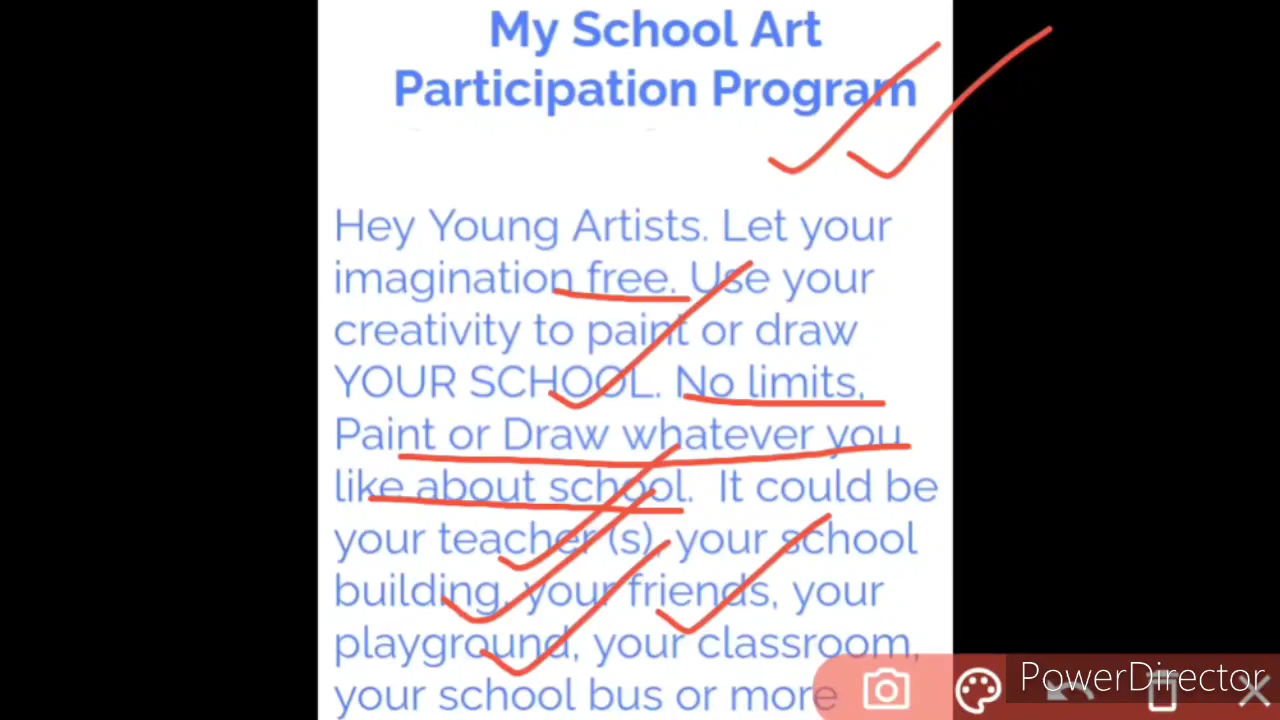 My School Art
Participation Program
Hey Young Artists. Let your
imagination free. Use your
creativity to paint or draw
YOUR SCHOOL. No limits,
Paint or Draw whatever you
like about school. It could be
your teacher (s), your school
building, your friends, your
playground, your classroom,
your school bus or more
PowerDirector